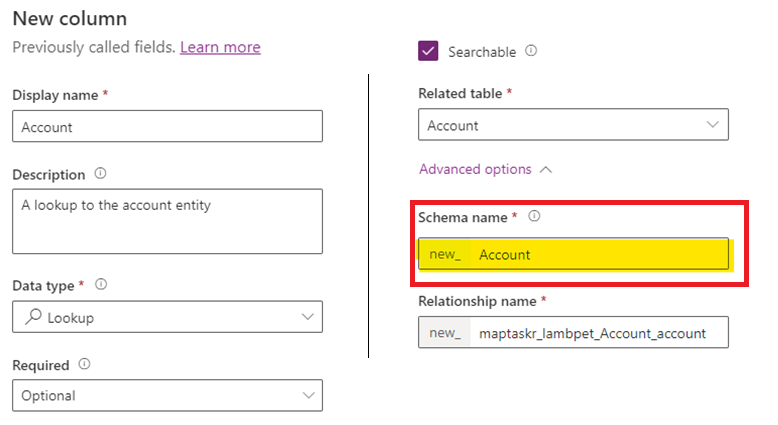 New column
Previously called fields. Learn more
Display name *
Account
Description
A lookup to the account entity
Data type *
Lookup
Required
Optional
Searchable
Related table *
Account
Advanced options
Schema name *
new_ Account
Relationship name *
new_ maptaskr_lambpet_Account_account